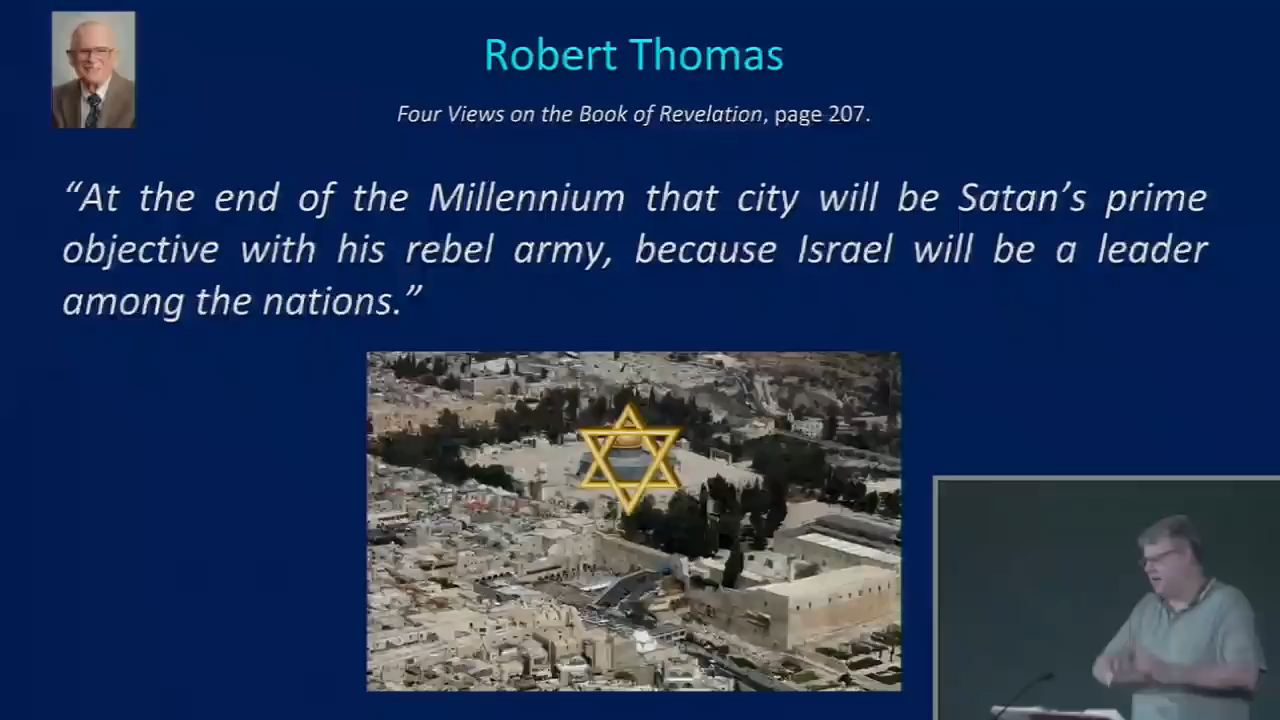 Robert Thomas
Four Views on the Book of Revelation, page 207.
“At the end of the Millennium that city will be Satan’s prime
objective with his rebel army, because Israel will be a leader
among the nations.”